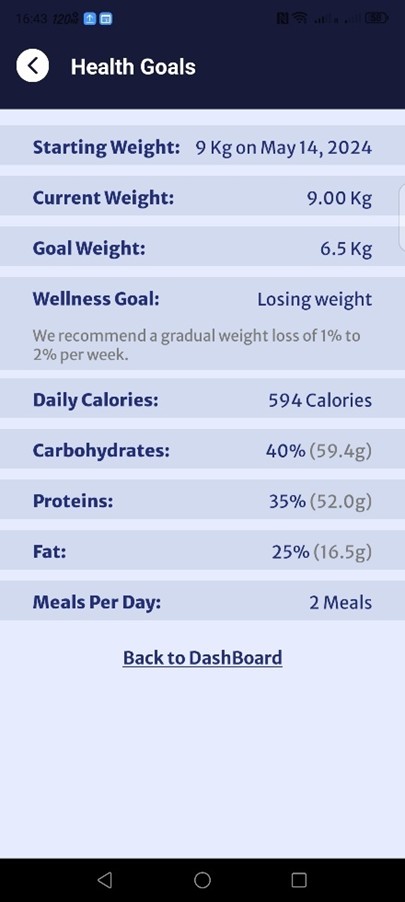 16:43
Health Goals
Starting Weight: 9 Kg on May 14, 2024
Current Weight: 9.00 Kg
Goal Weight: 6.5 Kg
Wellness Goal: Losing weight
We recommend a gradual weight loss of 1% to
2% per week.
Daily Calories: 594 Calories
Carbohydrates: 40% (59.4g)
Proteins: 35% (52.0g)
Fat: 25% (16.5g)
Meals Per Day: 2 Meals
Back to DashBoard